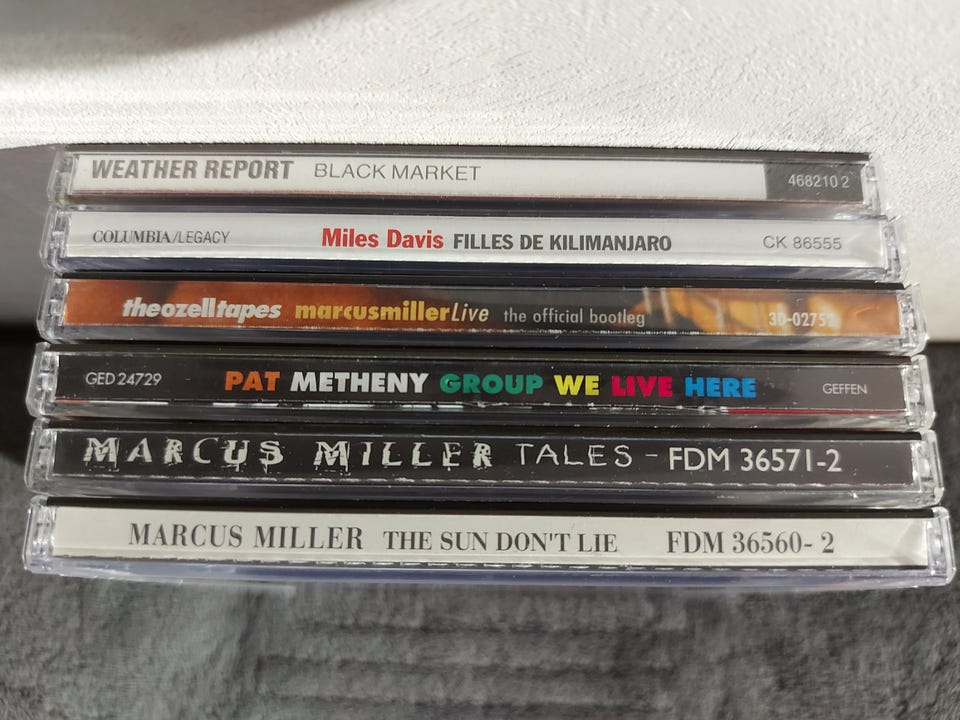 WEATHER REPORT BLACK MARKET 468210 2
COLUMBIA/LEGACY Miles Davis FILLES DE KILIMANJARO CK 86555
theozelltapes marcusmillerLive the official bootleg 3D-02752
GED 24729 PAT METHENY GROUP WE LIVE HERE GEFFEN
MARCUS MILLER TALES - FDM 36571-2
MARCUS MILLER THE SUN DON'T LIE FDM 36560-2